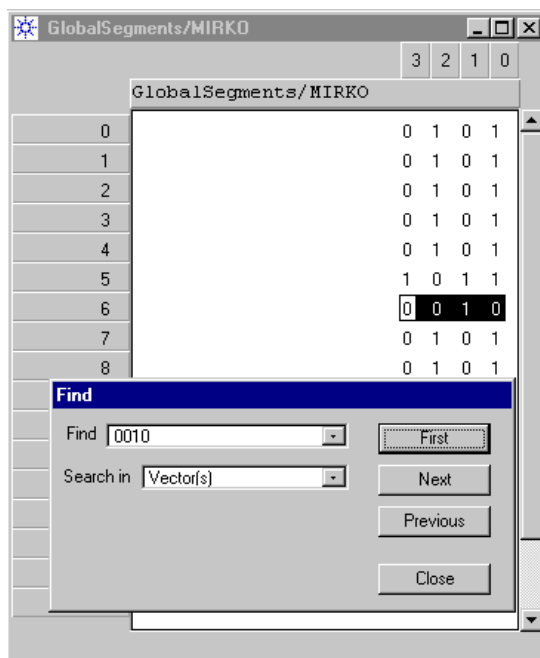 GlobalSegments/MIRKO
3 2 1 0
GlobalSegments/MIRKO
0 0 1 0 1
1 0 1 0 1
2 0 1 0 1
3 0 1 0 1
4 0 1 0 1
5 1 0 1 1
6 0 0 1 0
7 0 1 0 1
8 0 1 0 1
Find
Find 0010 First
Search in Vector(s) Next
Previous
Close